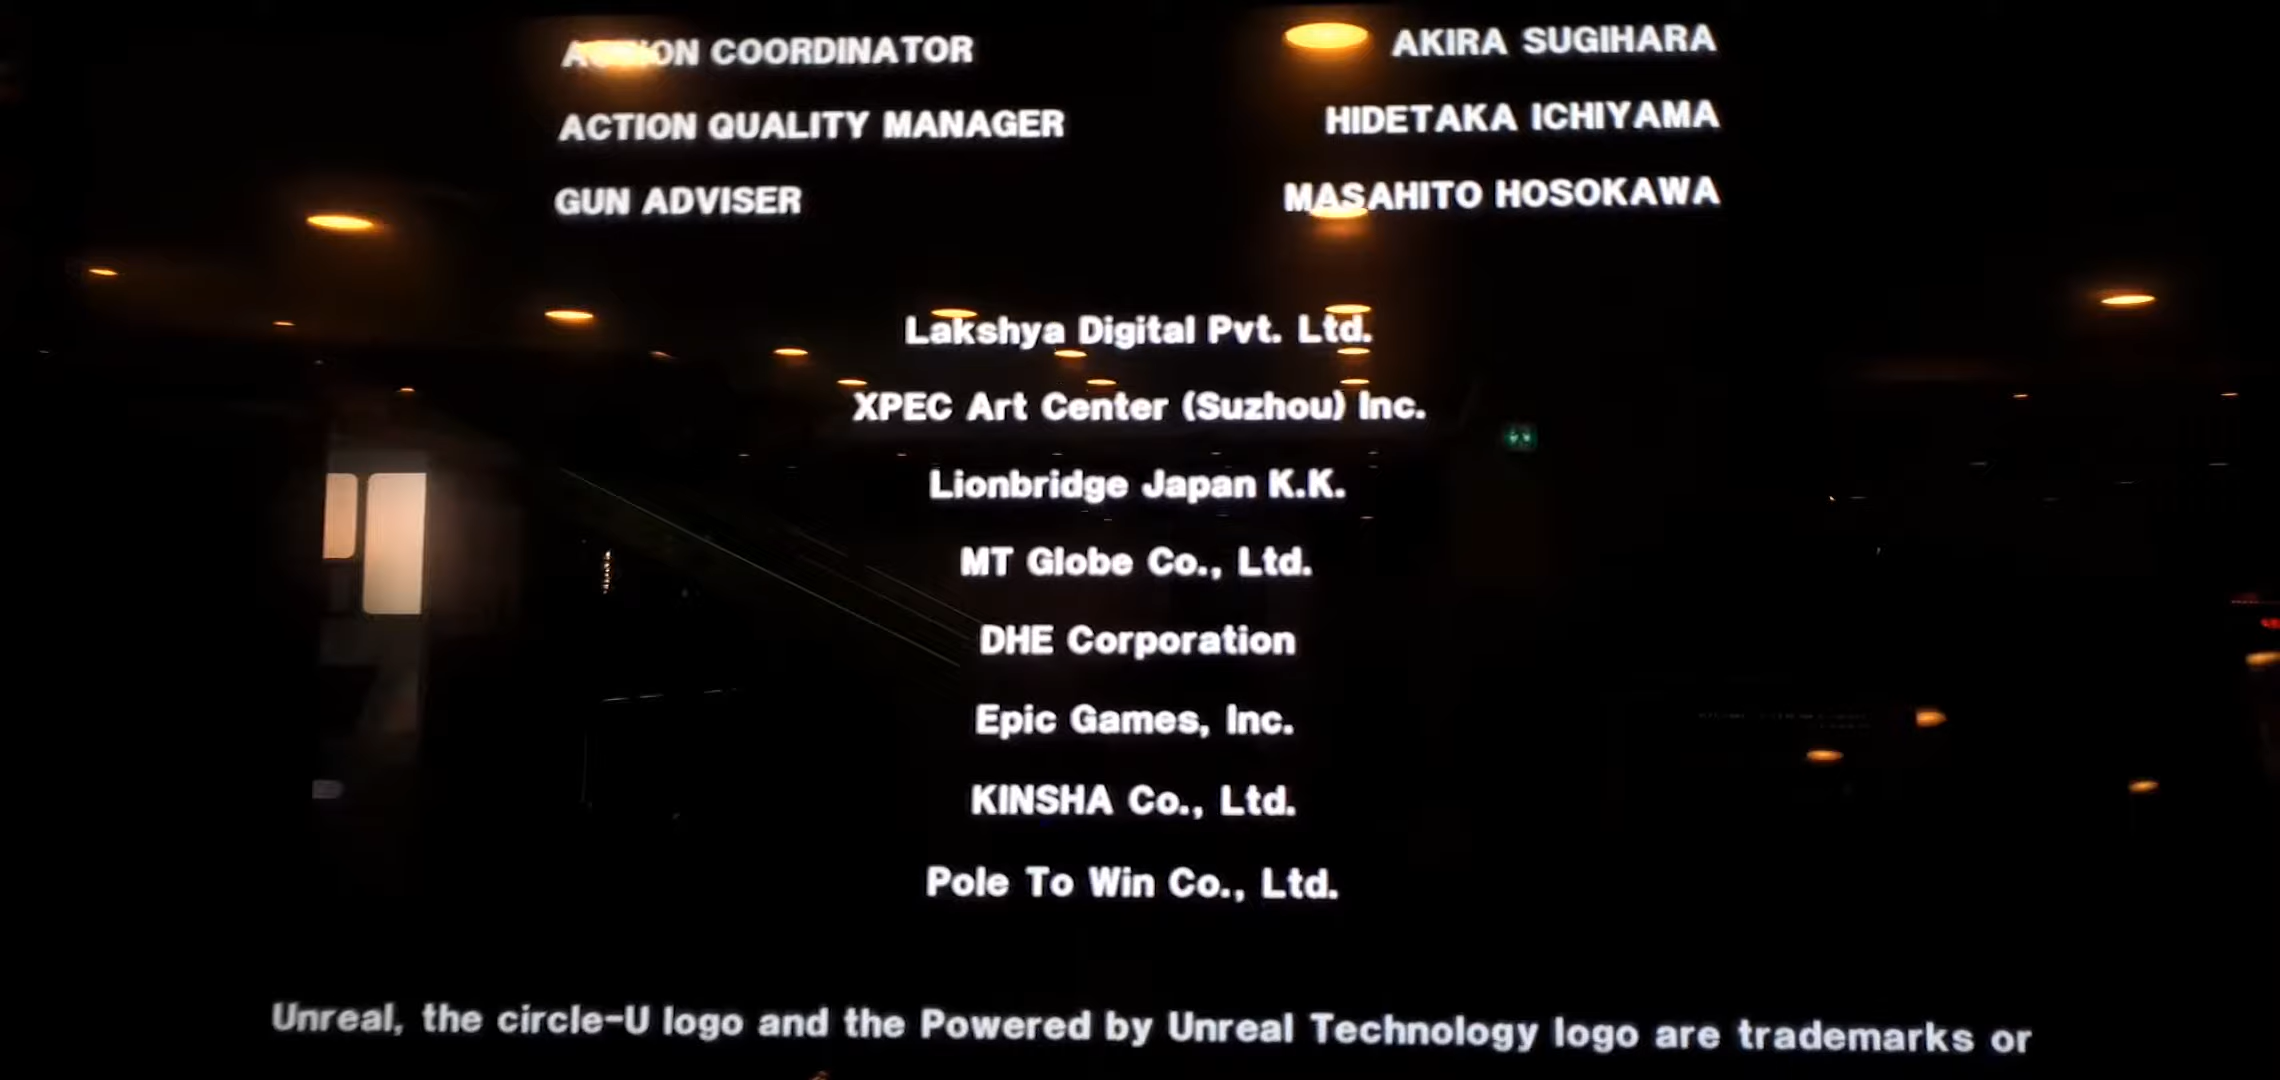 ACTION COORDINATOR AKIRA SUGIHARA
ACTION QUALITY MANAGER HIDETAKA ICHIYAMA
GUN ADVISER MASAHITO HOSOKAWA
Lakshya Digital Pvt. Ltd.
XPEC Art Center (Suzhou) Inc.
Lionbridge Japan K.K.
MT Globe Co., Ltd.
DHE Corporation
Epic Games, Inc.
KINSHA Co., Ltd.
Pole To Win Co., Ltd.
Unreal, the circle-U logo and the Powered by Unreal Technology logo are trademarks or